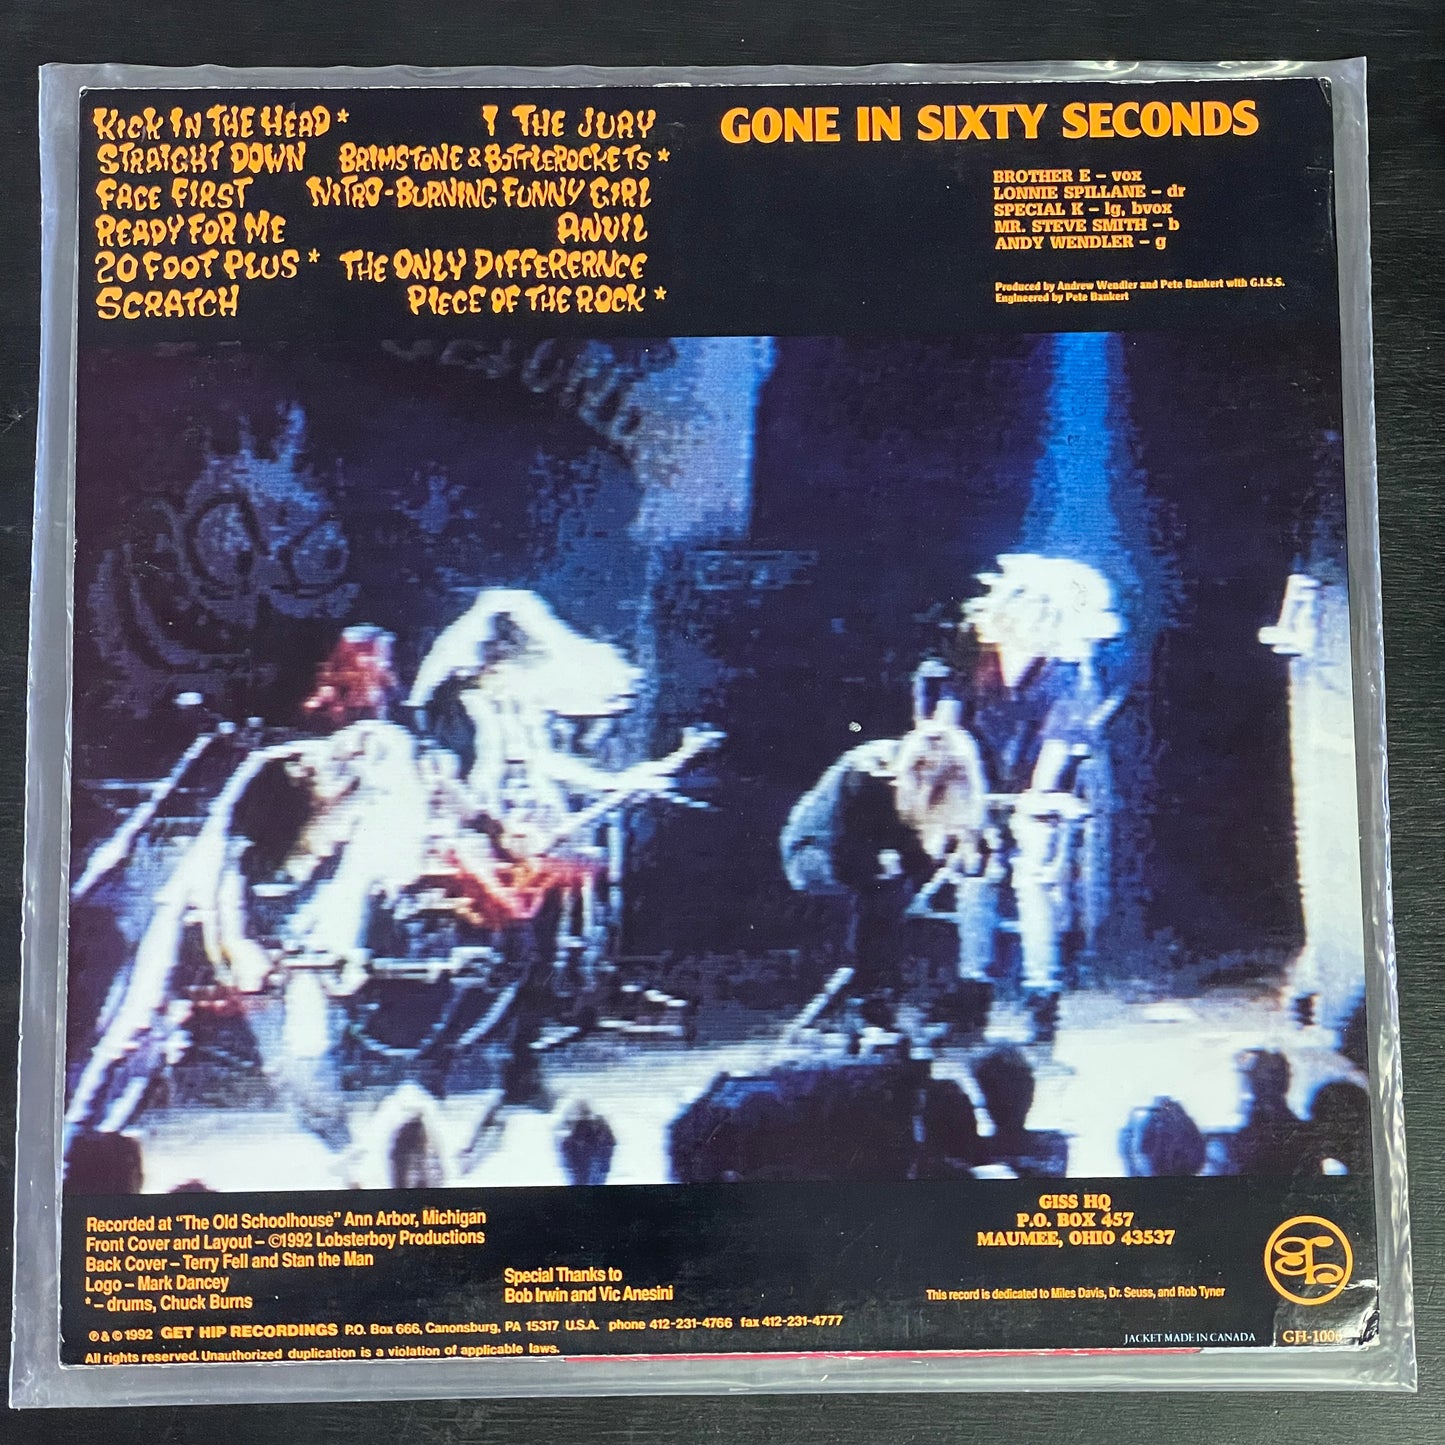 KICK IN THE HEAD *
STRAIGHT DOWN
FACE FIRST
READY FOR ME
20 FOOT PLUS *
SCRATCH
I THE JURY
BRIMSTONE & BOTTLEROCKETS *
NITRO-BURNING FUNNY GIRL
ANVIL
THE ONLY DIFFERERNCE
PIECE OF THE ROCK *
GONE IN SIXTY SECONDS
BROTHER E – vox
LONNIE SPILLANE – dr
SPECIAL K – lg, bvox
MR. STEVE SMITH – b
ANDY WENDLER – g
Produced by Andrew Wendler and Pete Bankert with G.I.S.S.
Engineered by Pete Bankert
Recorded at “The Old Schoolhouse” Ann Arbor, Michigan
Front Cover and Layout – ©1992 Lobsterboy Productions
Back Cover – Terry Fell and Stan the Man
Logo – Mark Dancey
* – drums, Chuck Burns
Special Thanks to
Bob Irwin and Vic Anesini
GISS HQ
P.O. BOX 457
MAUMEE, OHIO 43537
This record is dedicated to Miles Davis, Dr. Seuss, and Rob Tyner
℗ & © 1992 GET HIP RECORDINGS P.O. Box 666, Canonsburg, PA 15317 U.S.A. phone 412-231-4766 fax 412-231-4777
All rights reserved. Unauthorized duplication is a violation of applicable laws.
JACKET MADE IN CANADA